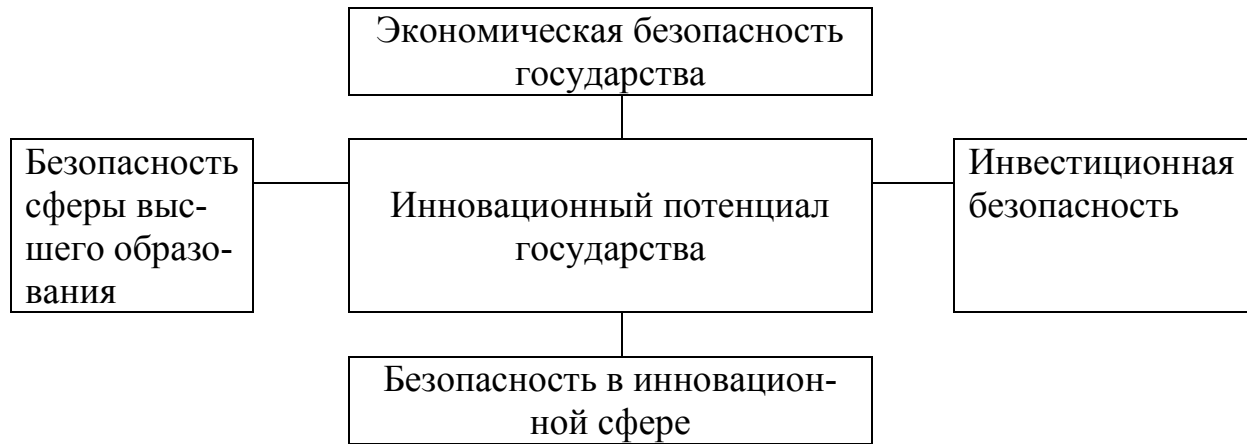 Экономическая безопасность
государства
Безопасность
сферы выс-
шего образо-
вания
Инновационный потенциал
государства
Инвестиционная
безопасность
Безопасность в инновацион-
ной сфере